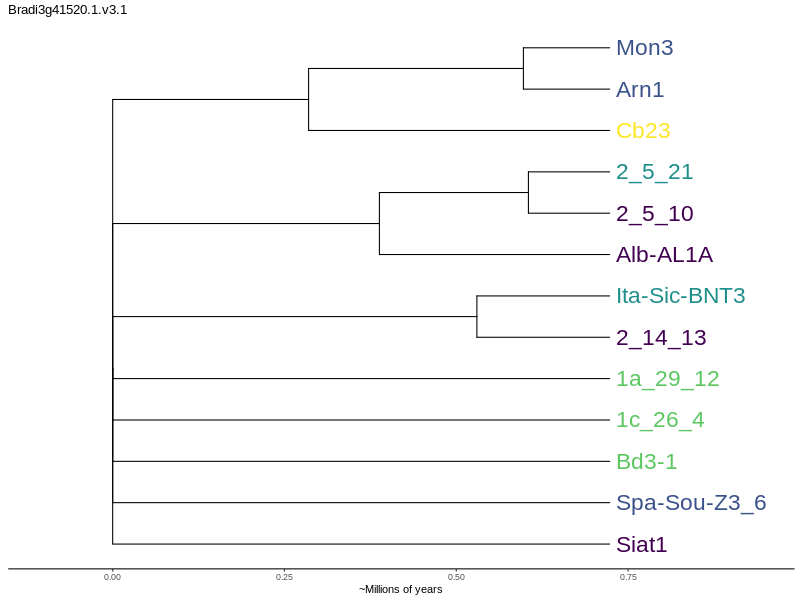 Bradi3g41520.1.v3.1
Mon3
Arn1
Cb23
2_5_21
2_5_10
Alb-AL1A
Ita-Sic-BNT3
2_14_13
1a_29_12
1c_26_4
Bd3-1
Spa-Sou-Z3_6
Siat1
0.00 0.25 0.50 0.75
~Millions of years